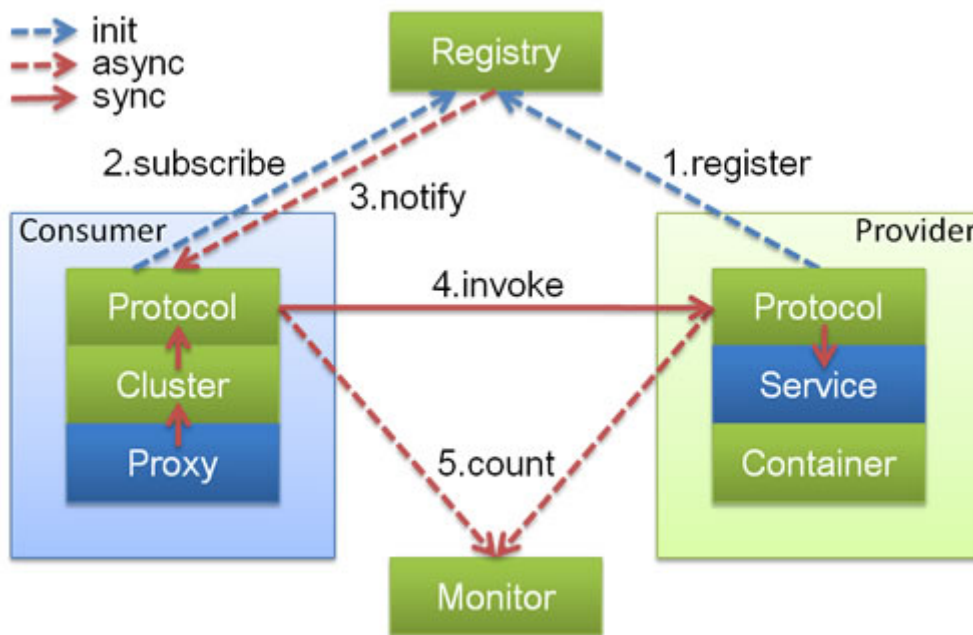 init
async
sync
Registry
2.subscribe
1.register
3.notify
Consumer
Provider
Protocol
4.invoke
Protocol
Cluster
Service
Proxy
5.count
Container
Monitor